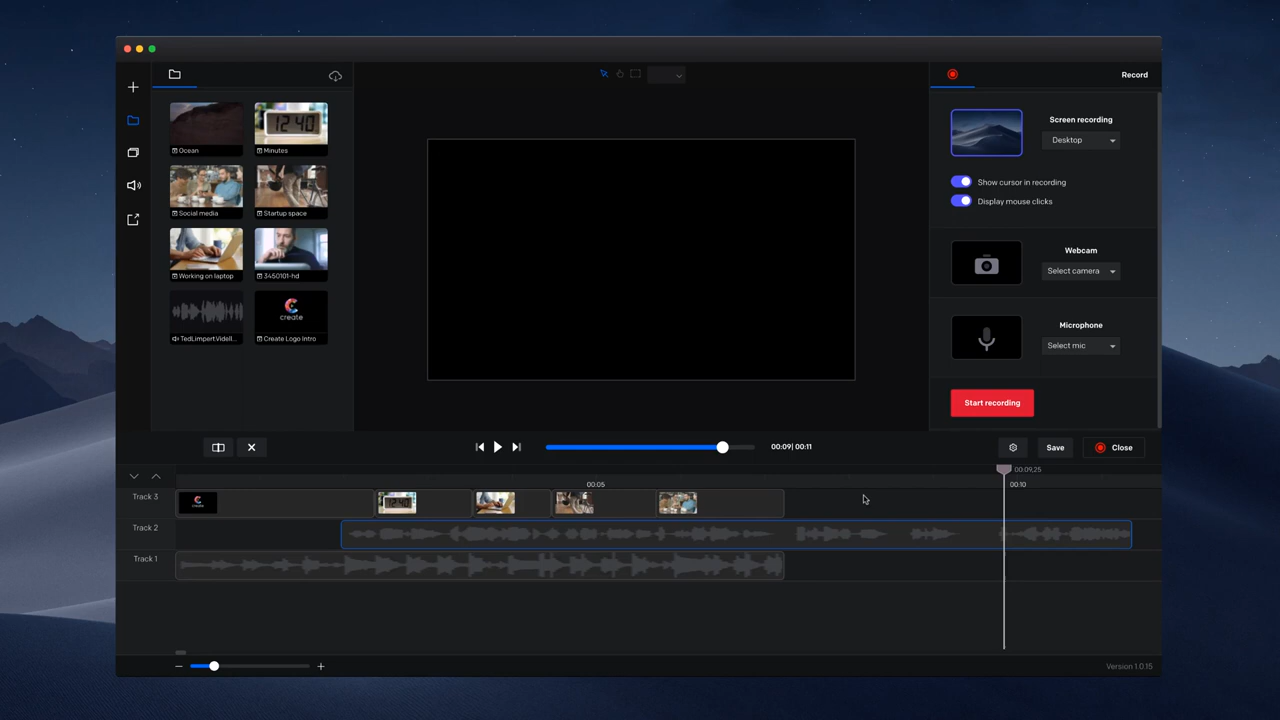 Record
Ocean
12:40
Minutes
Social media
Startup space
Working on laptop
3450101-hd
create
TedLimpert.Videll...
Create Logo Intro
Screen recording
Desktop
Show cursor in recording
Display mouse clicks
Webcam
Select camera
Microphone
Select mic
Start recording
00:09| 00:11
Save
Close
00:09,25
00:05
00:10
Track 3
Track 2
Track 1
Version 1.0.15